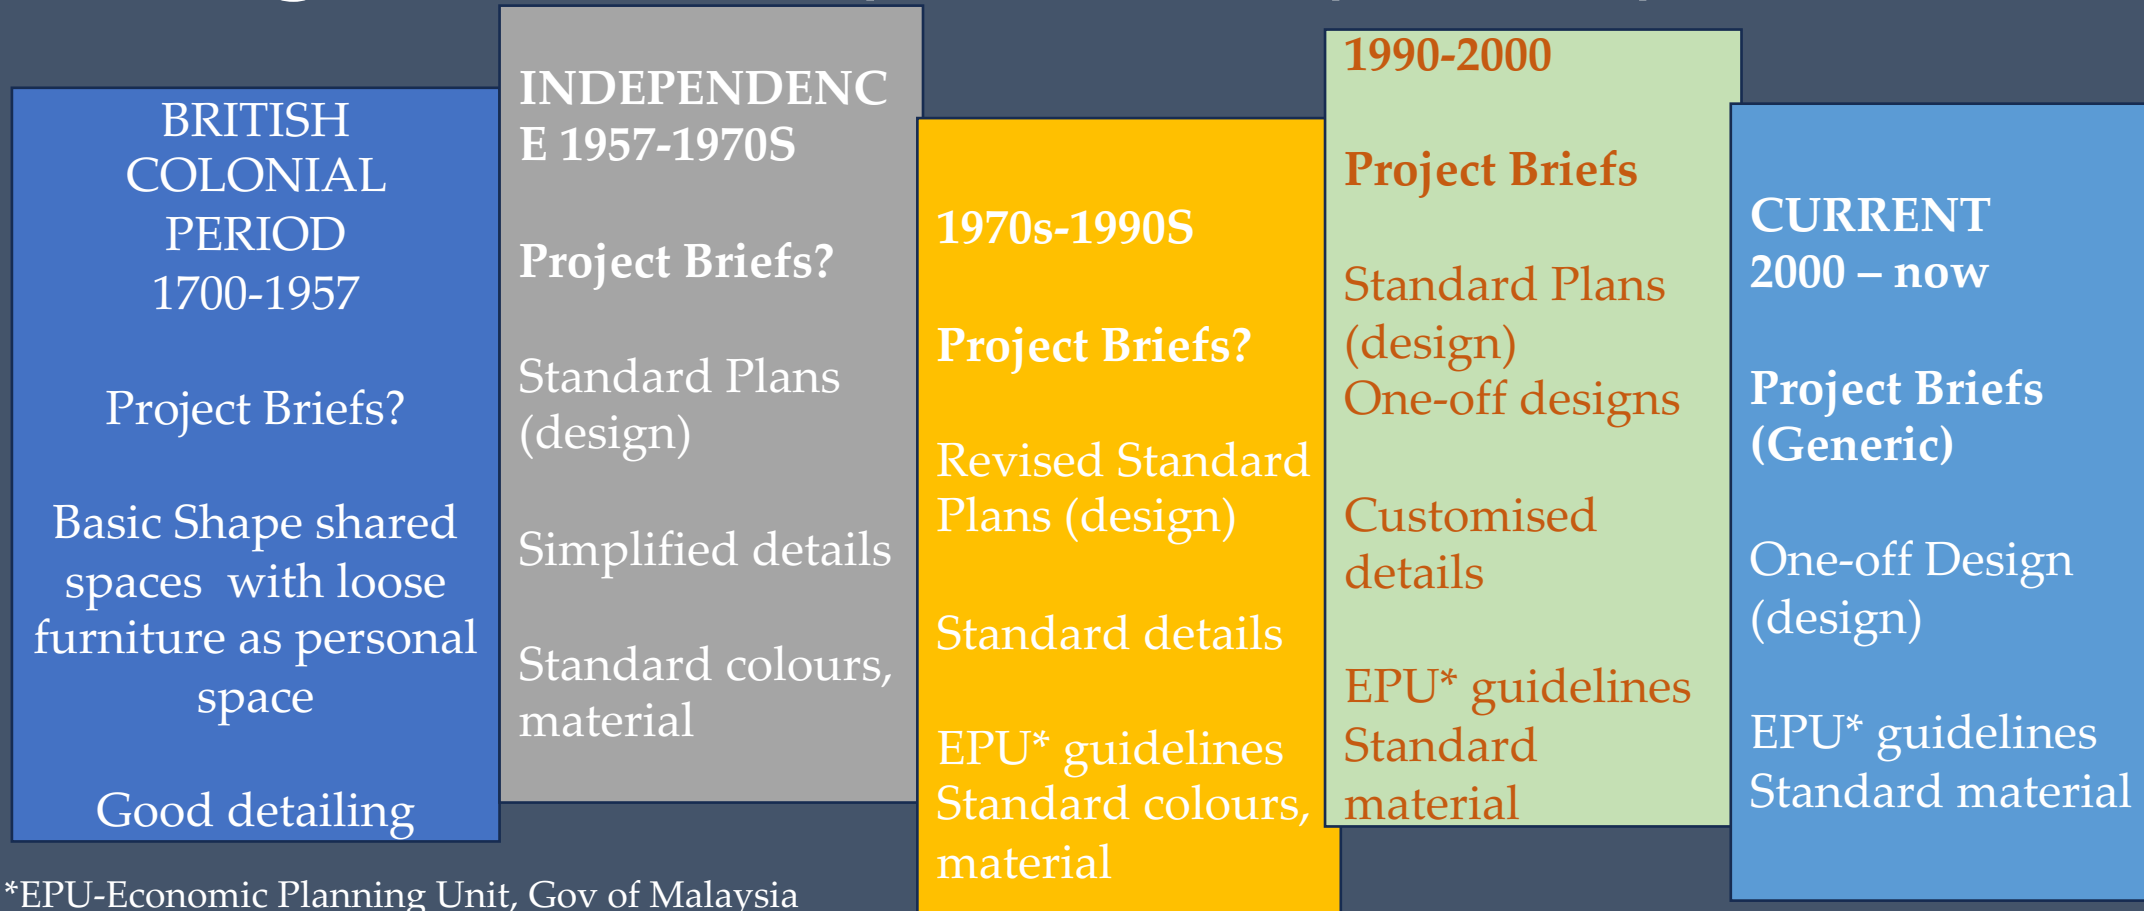 BRITISH
COLONIAL
PERIOD
1700-1957
Project Briefs?
Basic Shape shared
spaces with loose
furniture as personal
space
Good detailing
INDEPENDENC
E 1957-1970S
Project Briefs?
Standard Plans
(design)
Simplified details
Standard colours,
material
1970s-1990S
Project Briefs?
Revised Standard
Plans (design)
Standard details
EPU* guidelines
Standard colours,
material
1990-2000
Project Briefs
Standard Plans
(design)
One-off designs
Customised
details
EPU* guidelines
Standard
material
CURRENT
2000 – now
Project Briefs
(Generic)
One-off Design
(design)
EPU* guidelines
Standard material
*EPU-Economic Planning Unit, Gov of Malaysia